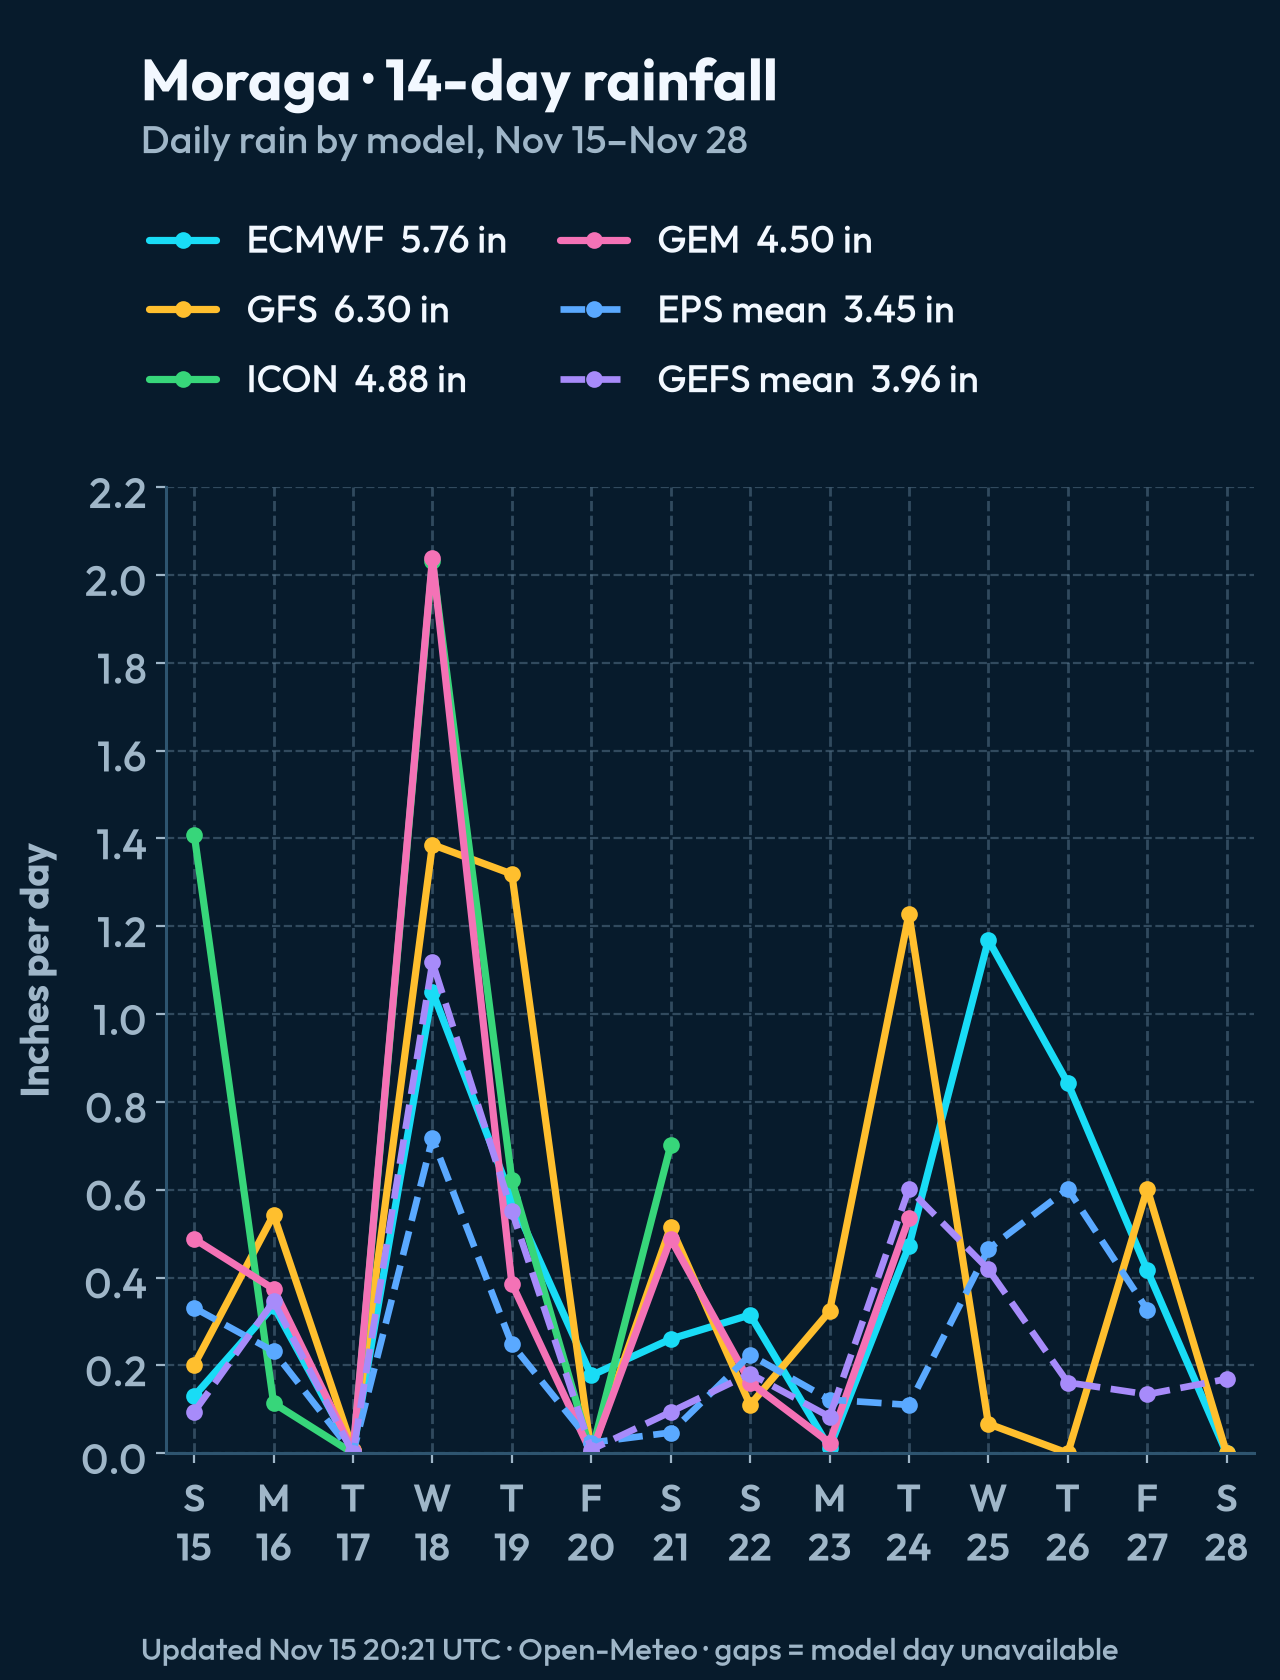 Moraga · 14-day rainfall
Daily rain by model, Nov 15–Nov 28
ECMWF 5.76 in
GEM 4.50 in
GFS 6.30 in
EPS mean 3.45 in
ICON 4.88 in
GEFS mean 3.96 in
Inches per day
2.2
2.0
1.8
1.6
1.4
1.2
1.0
0.8
0.6
0.4
0.2
0.0
S M T W T F S S M T W T F S
15 16 17 18 19 20 21 22 23 24 25 26 27 28
Updated Nov 15 20:21 UTC · Open-Meteo · gaps = model day unavailable